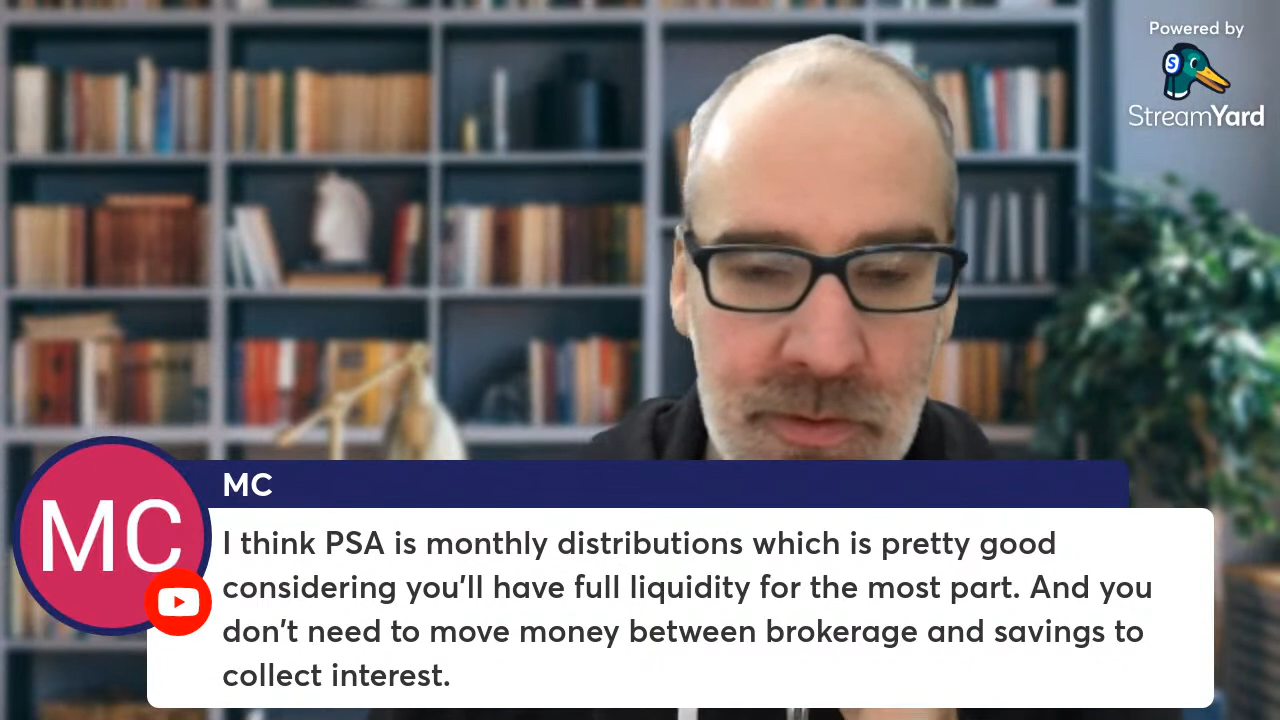 Powered by
S
StreamYard
MC
MC
I think PSA is monthly distributions which is pretty good
considering you'll have full liquidity for the most part. And you
don't need to move money between brokerage and savings to
collect interest.